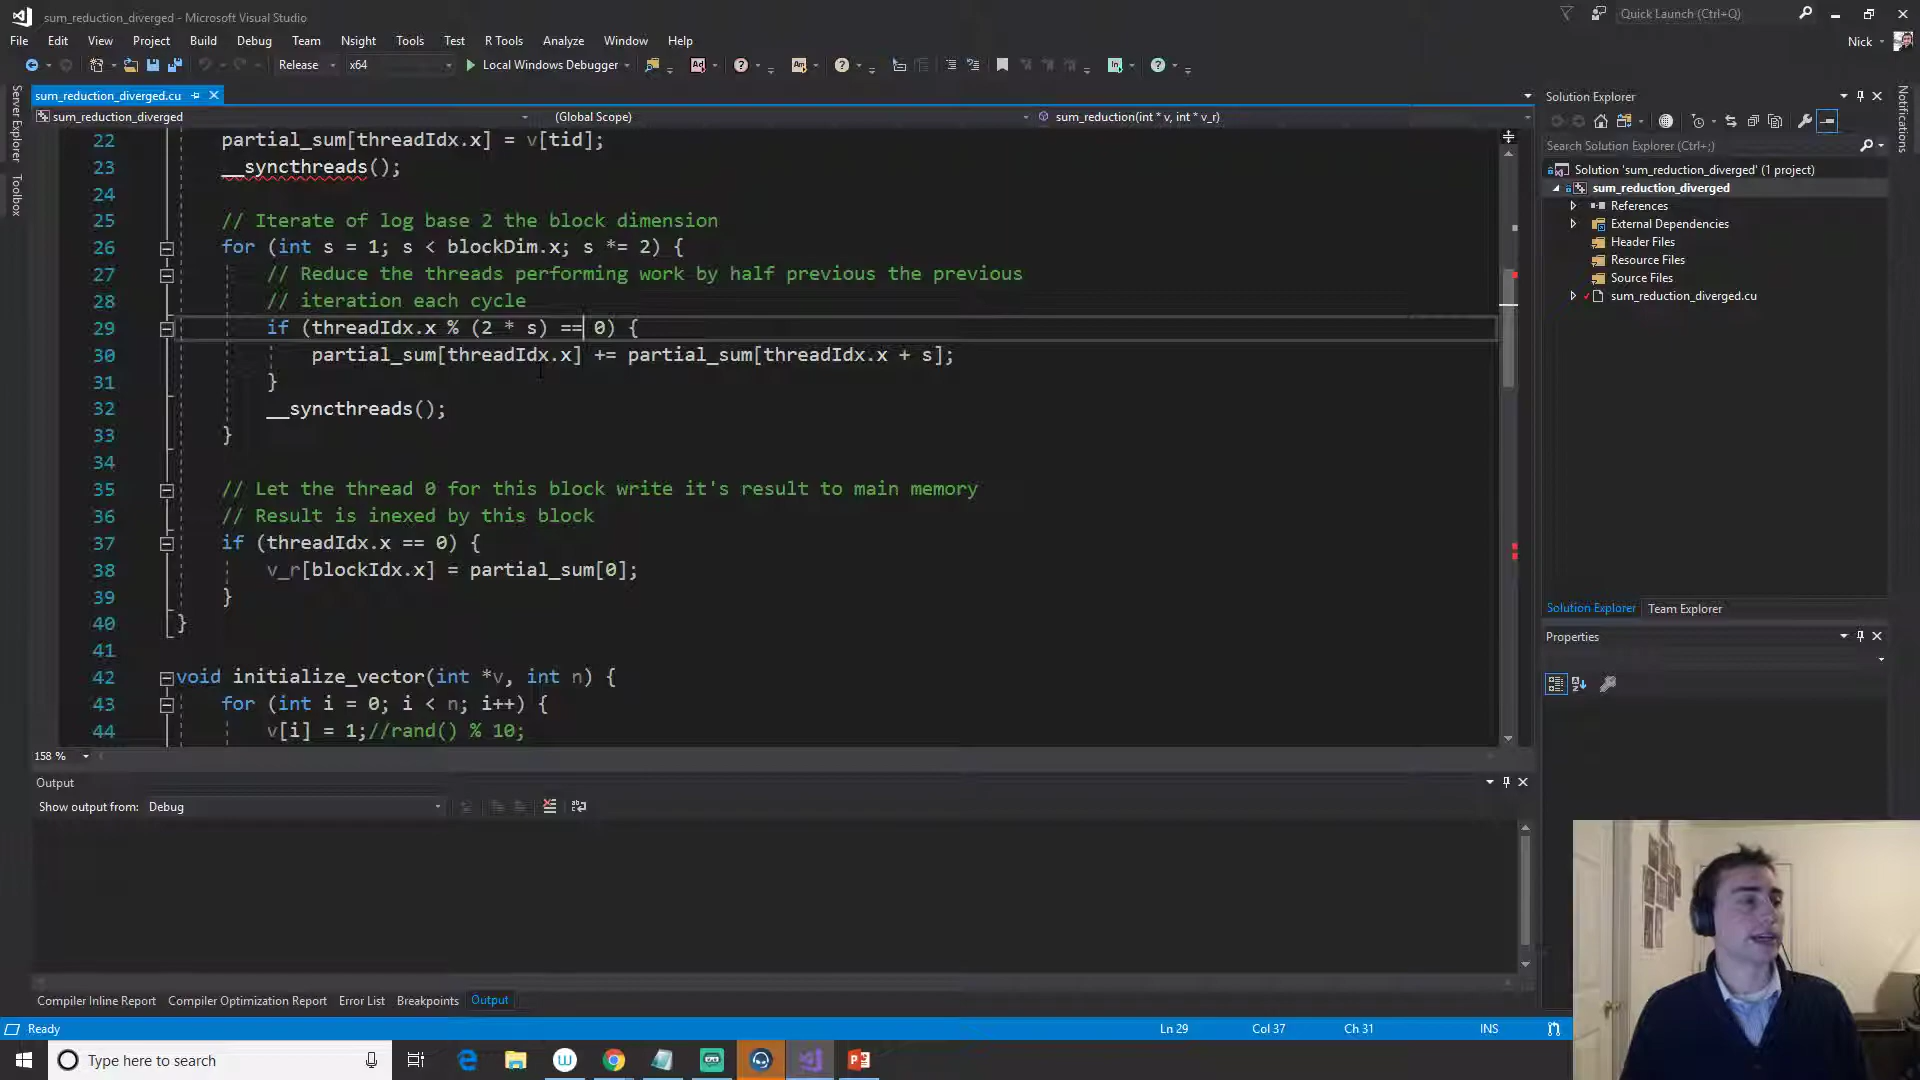 sum_reduction_diverged - Microsoft Visual Studio
Quick Launch (Ctrl+Q)
File Edit View Project Build Debug Team Nsight Tools Test R Tools Analyze Window Help
Nick
Release x64 Local Windows Debugger
sum_reduction_diverged.cu
sum_reduction_diverged (Global Scope) sum_reduction(int * v, int * v_r)
22 partial_sum[threadIdx.x] = v[tid];
23 __syncthreads();
24
25 // Iterate of log base 2 the block dimension
26 for (int s = 1; s < blockDim.x; s *= 2) {
27 // Reduce the threads performing work by half previous the previous
28 // iteration each cycle
29 if (threadIdx.x % (2 * s) == 0) {
30 partial_sum[threadIdx.x] += partial_sum[threadIdx.x + s];
31 }
32 __syncthreads();
33 }
34
35 // Let the thread 0 for this block write it's result to main memory
36 // Result is inexed by this block
37 if (threadIdx.x == 0) {
38 v_r[blockIdx.x] = partial_sum[0];
39 }
40 }
41
42 void initialize_vector(int *v, int n) {
43 for (int i = 0; i < n; i++) {
44 v[i] = 1;//rand() % 10;
158 %
Output
Show output from: Debug
Compiler Inline Report Compiler Optimization Report Error List Breakpoints Output
Server Explorer
Toolbox
Solution Explorer
Search Solution Explorer (Ctrl+;)
Solution 'sum_reduction_diverged' (1 project)
sum_reduction_diverged
References
External Dependencies
Header Files
Resource Files
Source Files
sum_reduction_diverged.cu
Solution Explorer Team Explorer
Properties
Notifications
Ready Ln 29 Col 37 Ch 31 INS
Type here to search